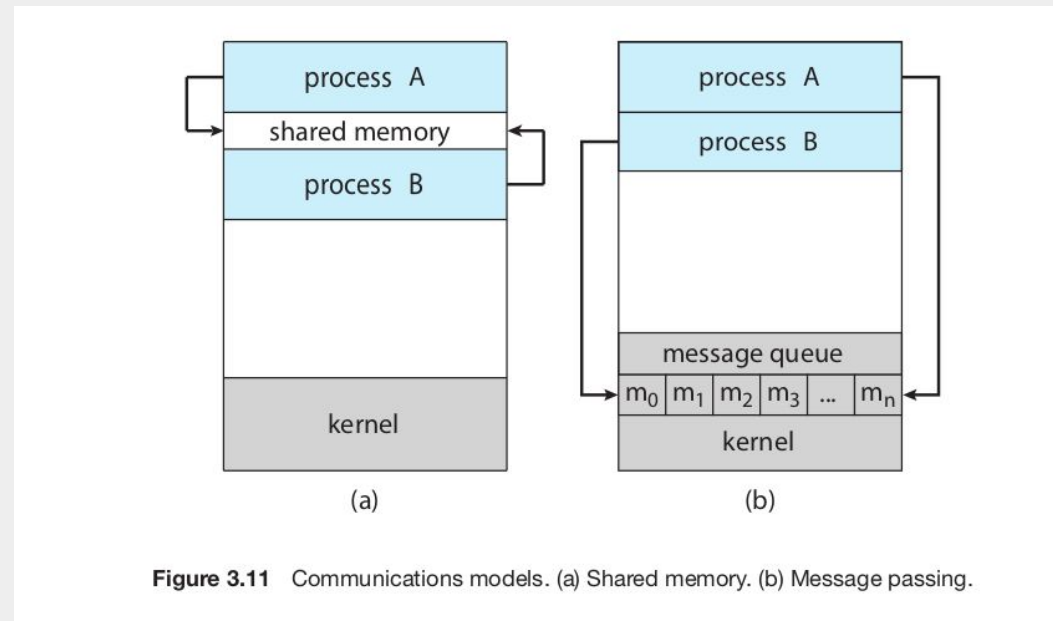 process A
shared memory
process B
kernel
(a)
process A
process B
message queue
m₀ m₁ m₂ m₃ ... mₙ
kernel
(b)
Figure 3.11 Communications models. (a) Shared memory. (b) Message passing.